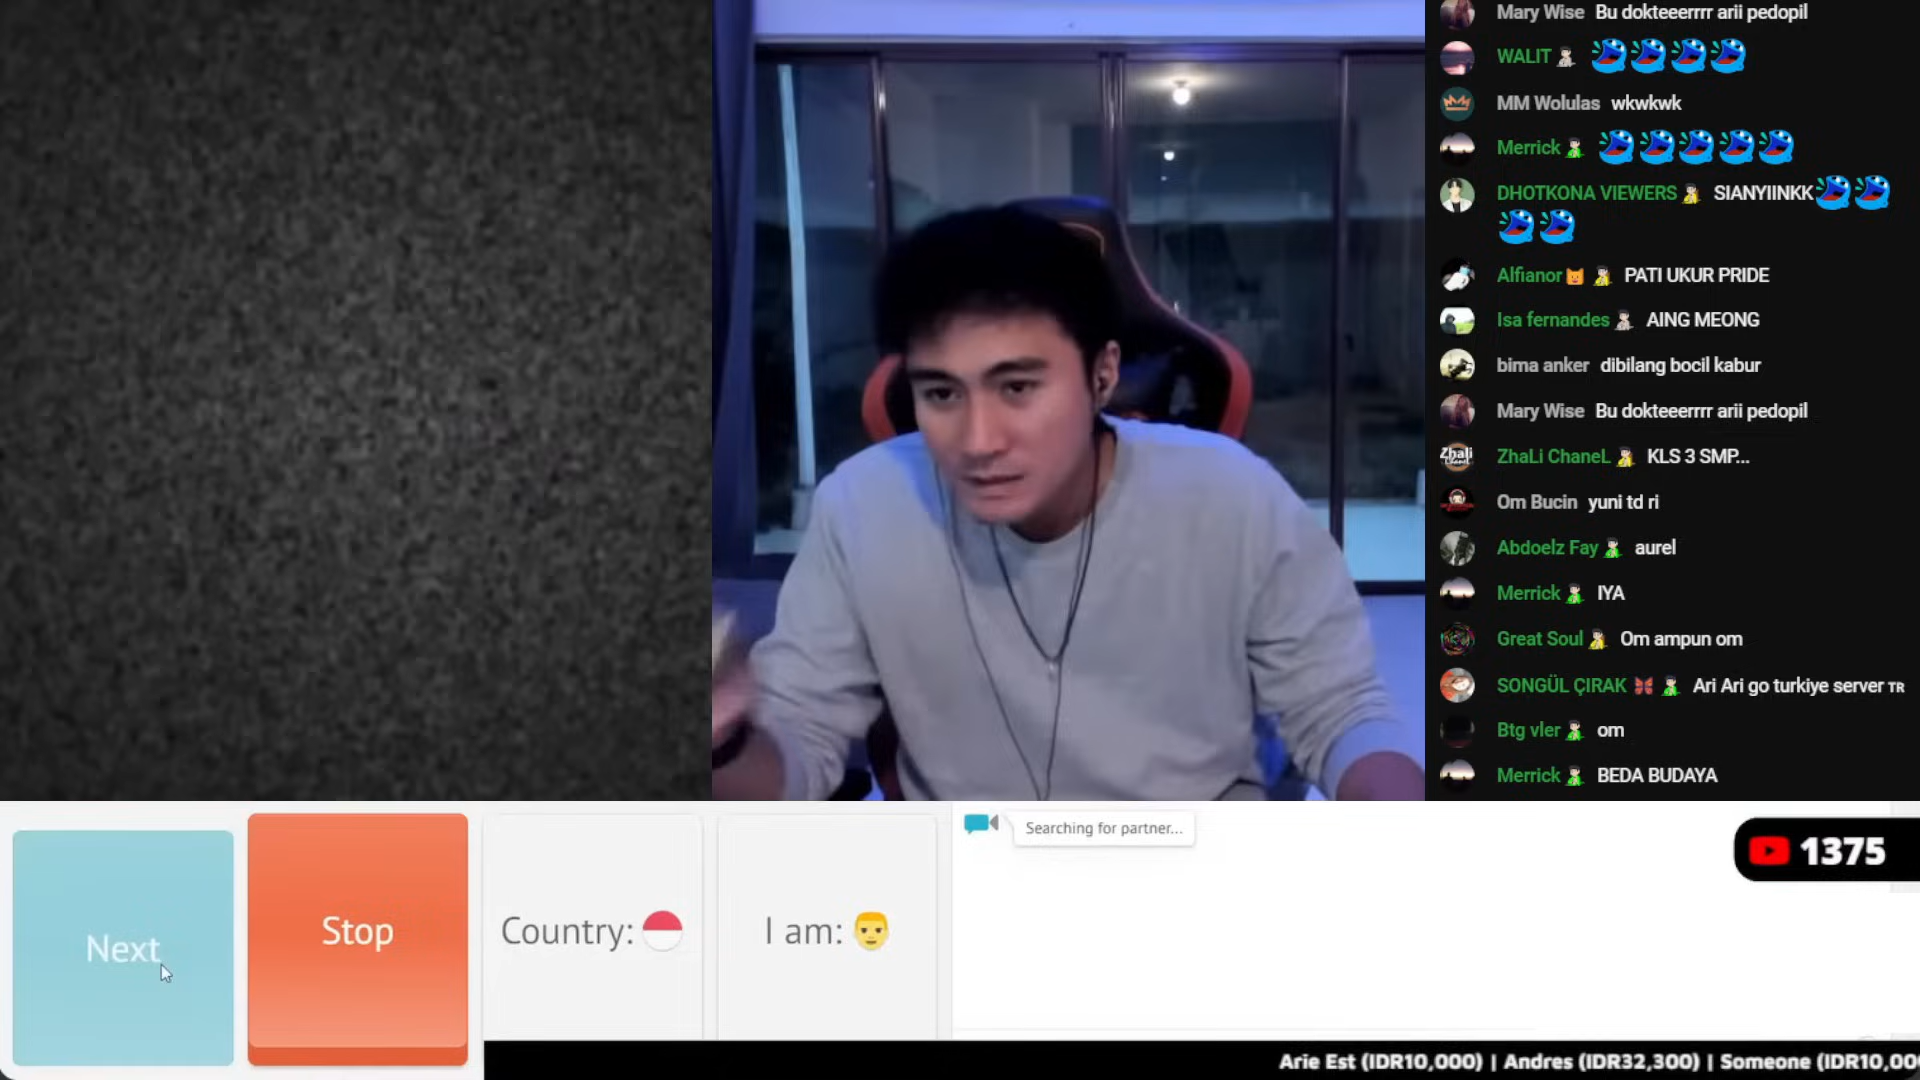 Mary Wise Bu dokteeerrrr arii pedopil
WALIT
MM Wolulas wkwkwk
Merrick
DHOTKONA VIEWERS SIANYIINKK
Alfianor PATI UKUR PRIDE
Isa fernandes AING MEONG
bima anker dibilang bocil kabur
Mary Wise Bu dokteeerrrr arii pedopil
Zhali Chanel
ZhaLi ChaneL KLS 3 SMP...
Om Bucin yuni td ri
Abdoelz Fay aurel
Merrick IYA
Great Soul Om ampun om
SONGÜL ÇIRAK Ari Ari go turkiye server TR
Btg vler om
Merrick BEDA BUDAYA
Searching for partner...
1375
Next
Stop
Country:
I am:
Arie Est (IDR10,000) | Andres (IDR32,300) | Someone (IDR10,00